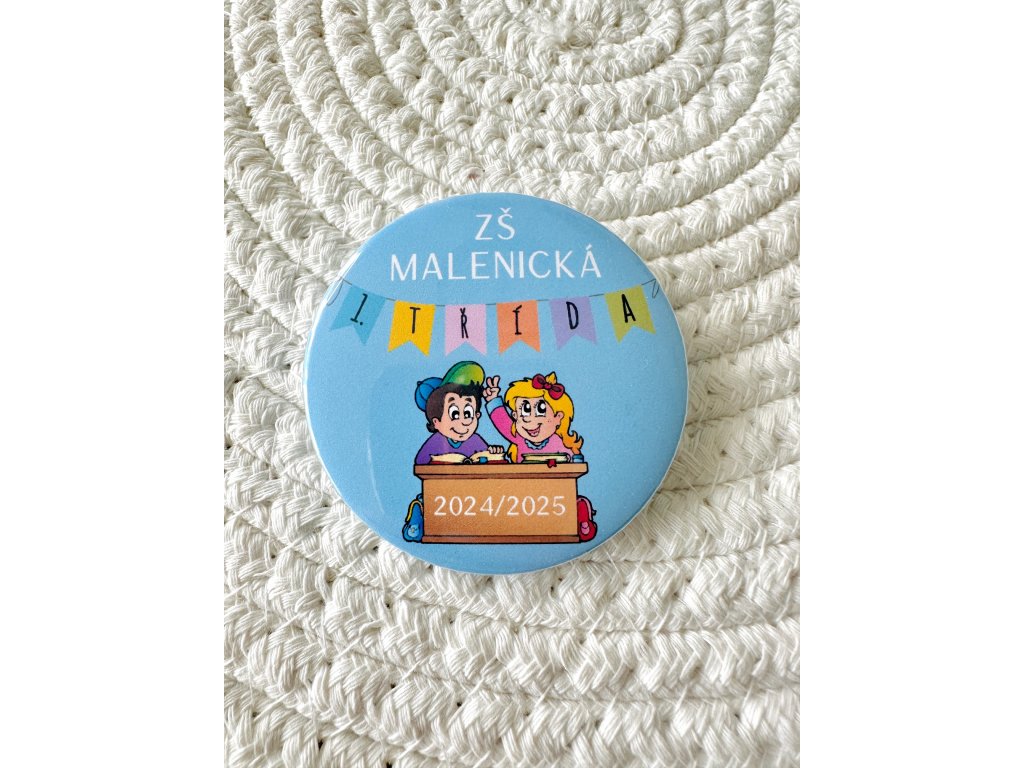 ZŠ
MALENICKÁ
1. TŘÍDA
2024/2025